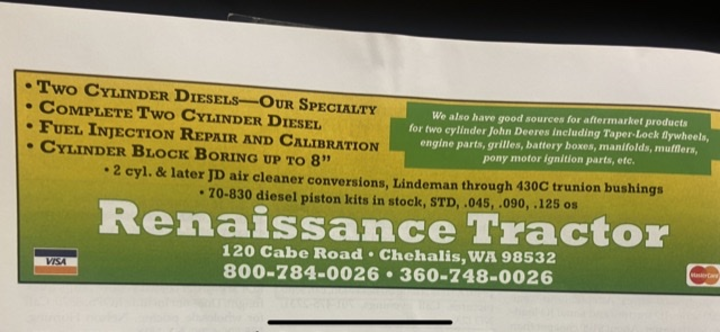 • Two Cylinder Diesels—Our Specialty
• Complete Two Cylinder Diesel
• Fuel Injection Repair and Calibration
• Cylinder Block Boring up to 8”
We also have good sources for aftermarket products
for two cylinder John Deeres including Taper-Lock flywheels,
engine parts, grilles, battery boxes, manifolds, mufflers,
pony motor ignition parts, etc.
• 2 cyl. & later JD air cleaner conversions, Lindeman through 430C trunion bushings
• 70-830 diesel piston kits in stock, STD, .045, .090, .125 os
Renaissance Tractor
120 Cabe Road • Chehalis, WA 98532
800-784-0026 • 360-748-0026
VISA
MasterCard